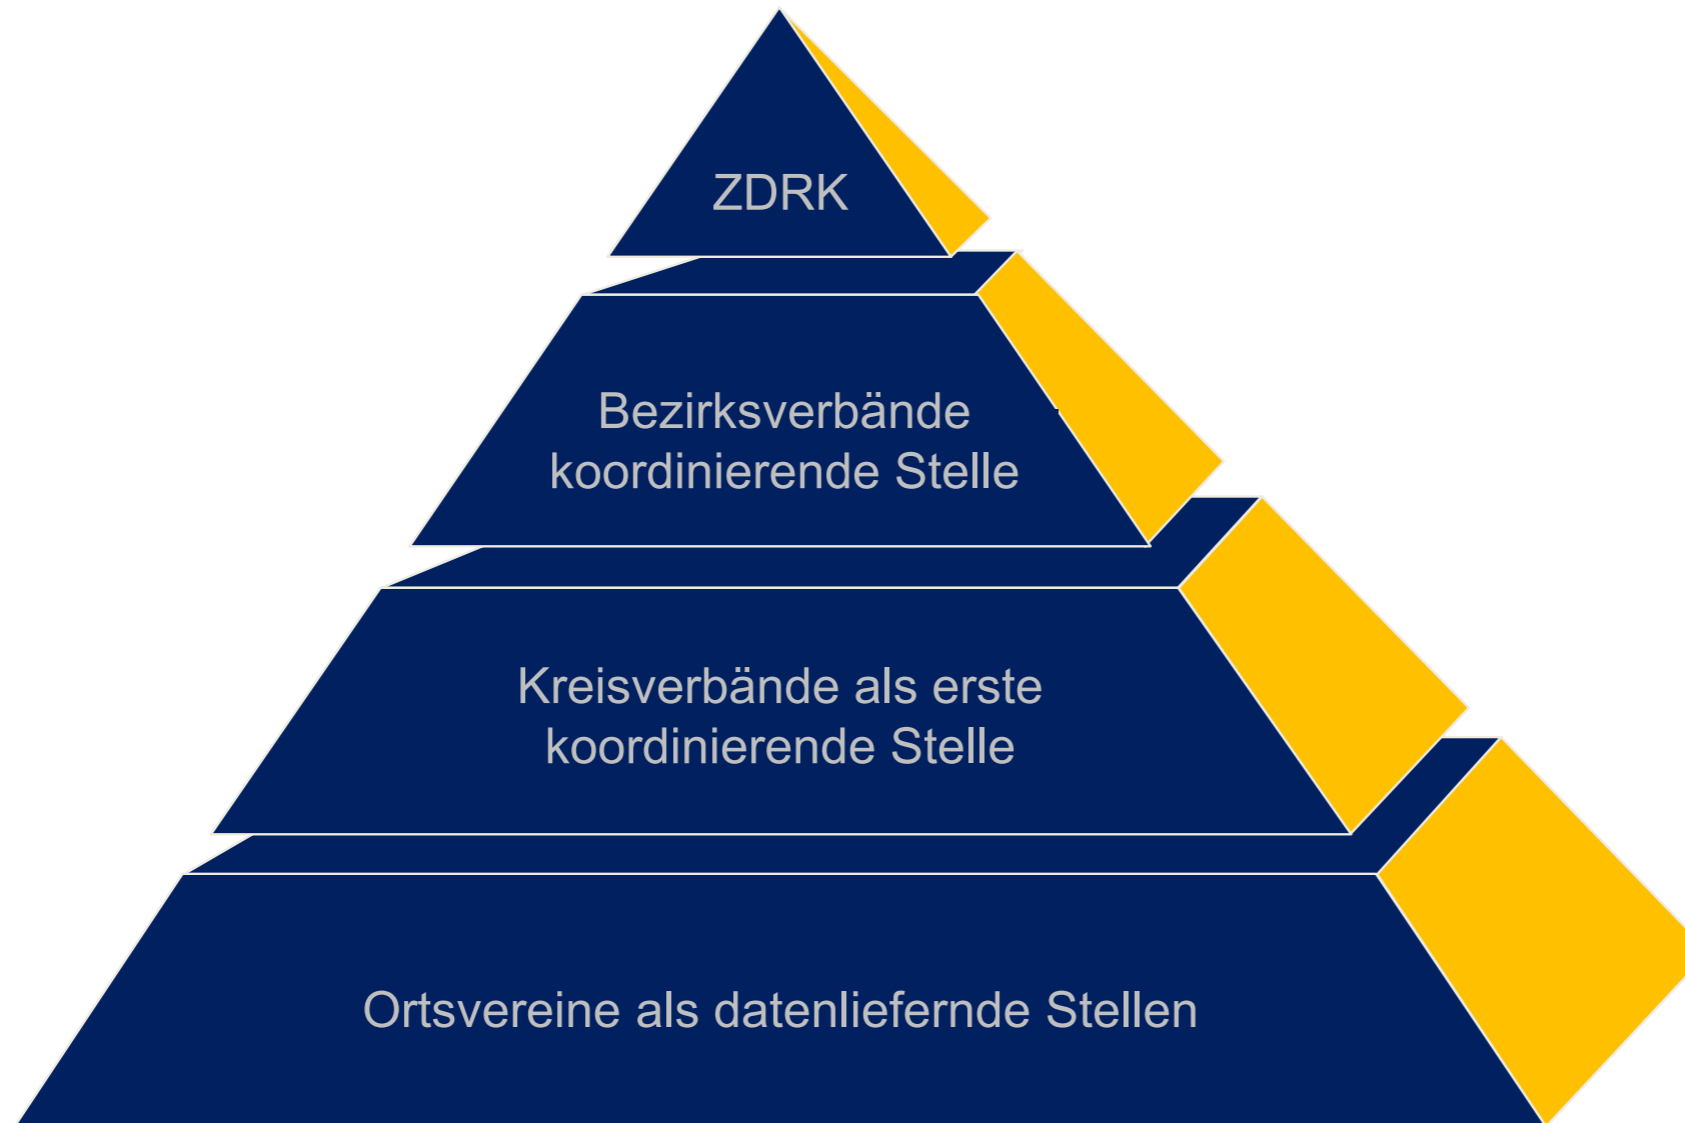 ZDRK
Bezirksverbände
koordinierende Stelle
Kreisverbände als erste
koordinierende Stelle
Ortsvereine als datenliefernde Stellen